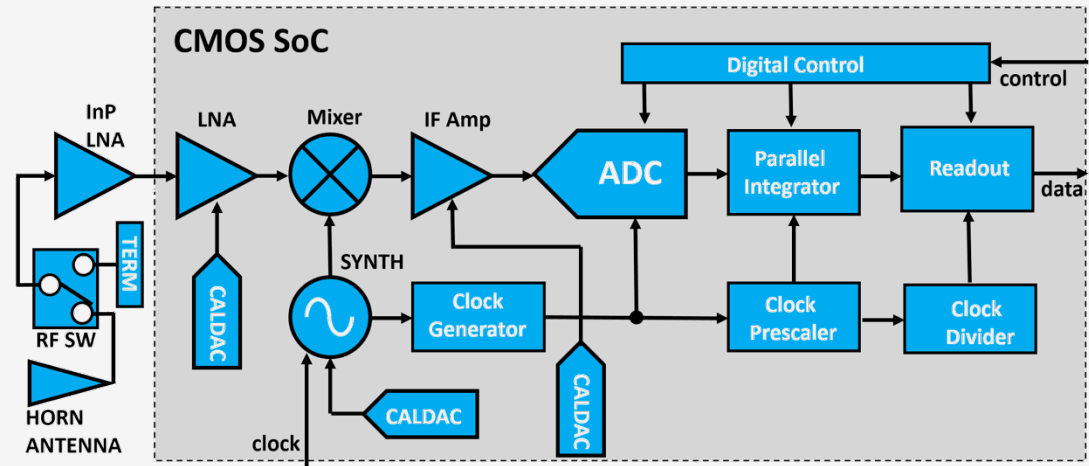 CMOS SoC
Digital Control
control
InP
LNA
LNA
Mixer
IF Amp
ADC
Parallel
Integrator
Readout
data
TERM
RF SW
HORN
ANTENNA
CALDAC
SYNTH
Clock
Generator
Clock
Prescaler
Clock
Divider
CALDAC
CALDAC
clock